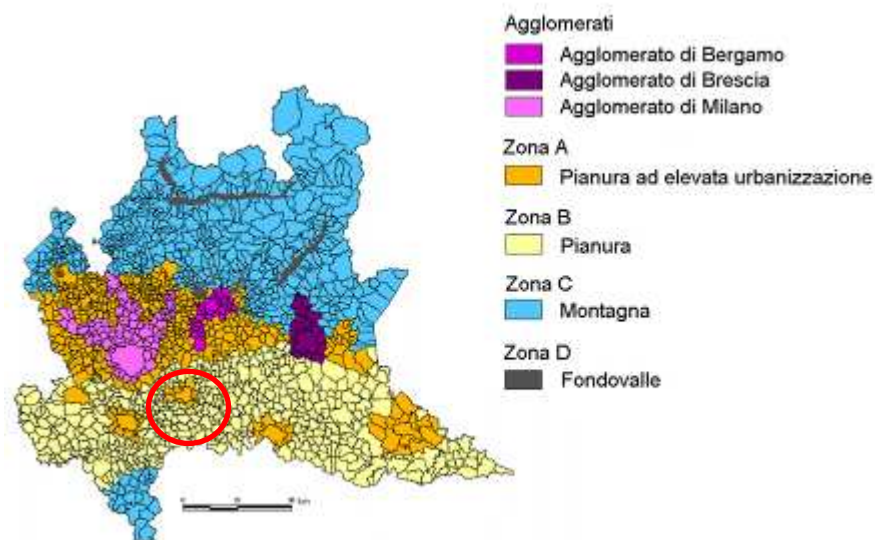 Agglomerati
Agglomerato di Bergamo
Agglomerato di Brescia
Agglomerato di Milano
Zona A
Pianura ad elevata urbanizzazione
Zona B
Pianura
Zona C
Montagna
Zona D
Fondovalle